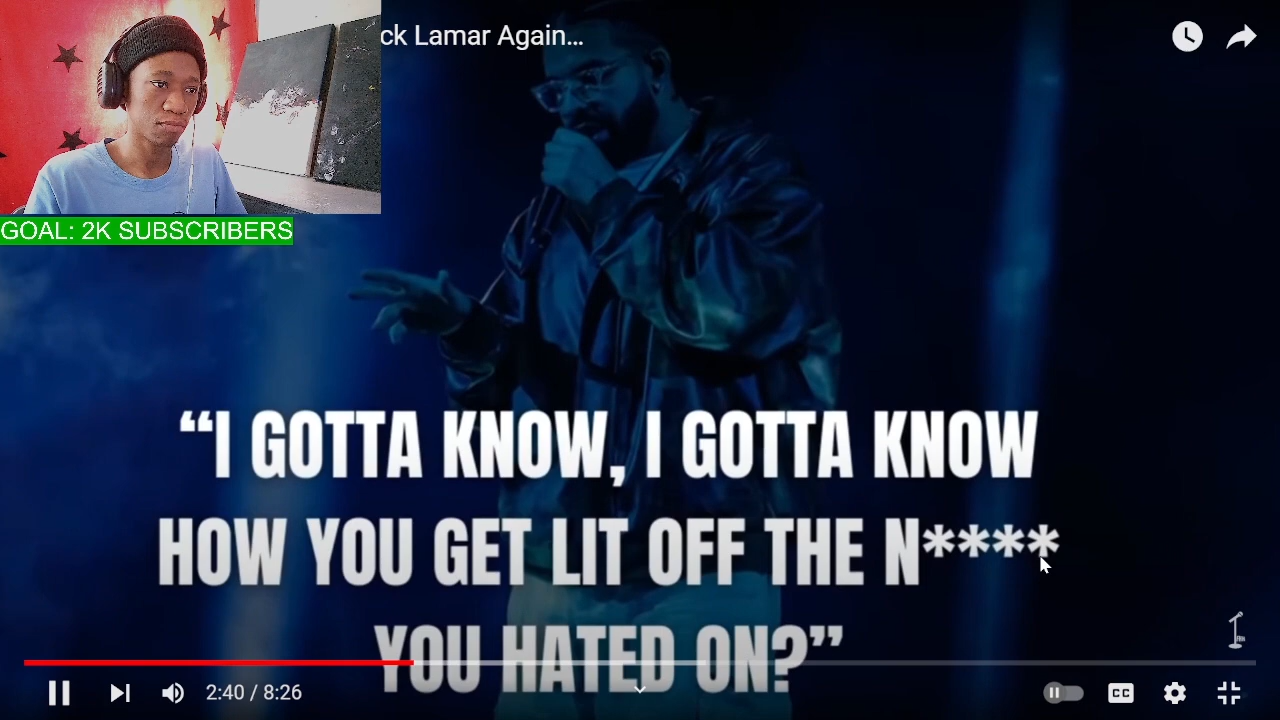 ck Lamar Again...
GOAL: 2K SUBSCRIBERS
“I GOTTA KNOW, I GOTTA KNOW
HOW YOU GET LIT OFF THE N****
YOU HATED ON?”
2:40 / 8:26
CC